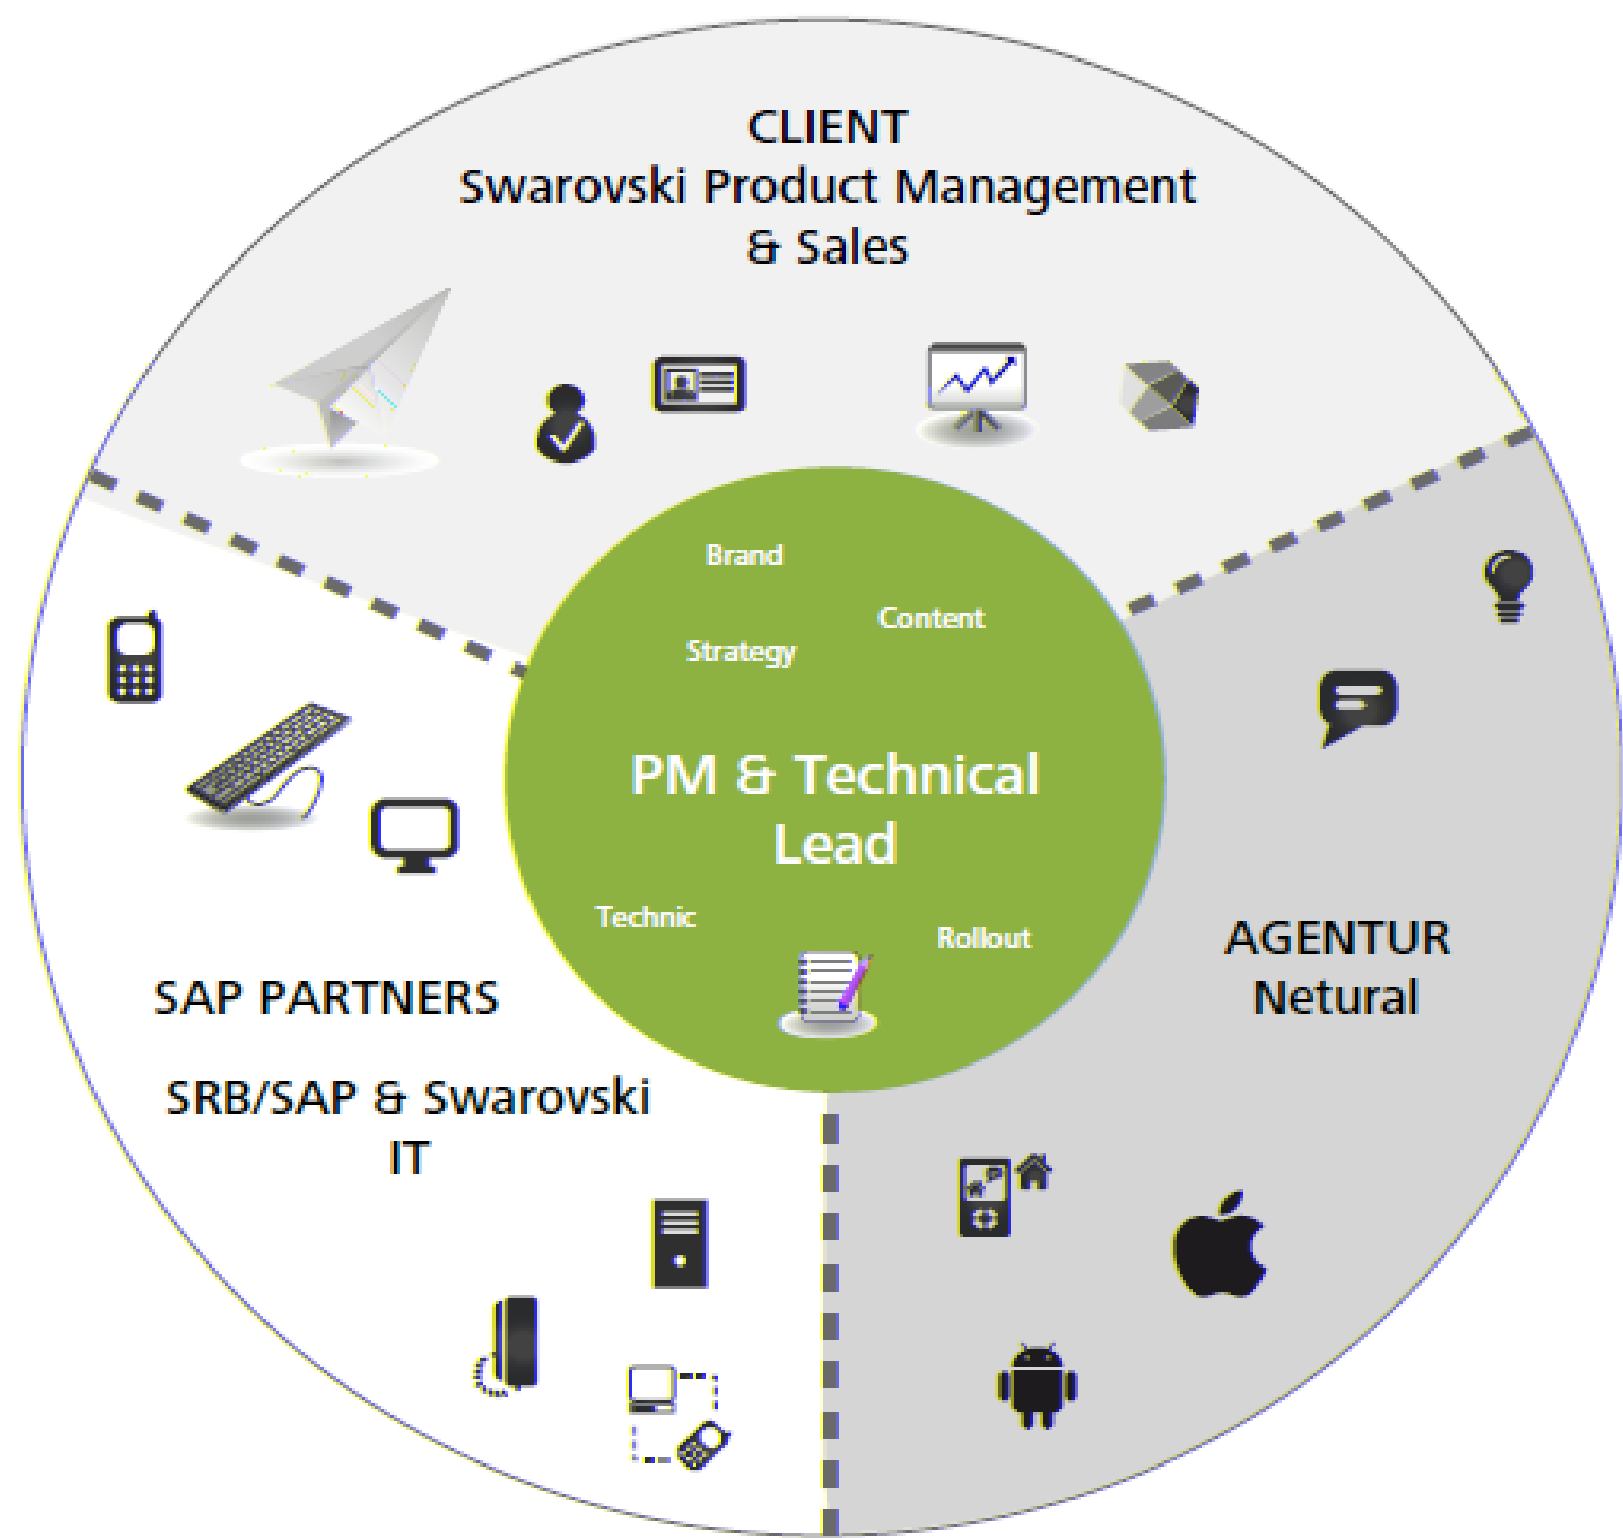 CLIENT
Swarovski Product Management
& Sales
Brand
Content
Strategy
PM & Technical
Lead
Technic
Rollout
AGENTUR
Netural
SAP PARTNERS
SRB/SAP & Swarovski
IT